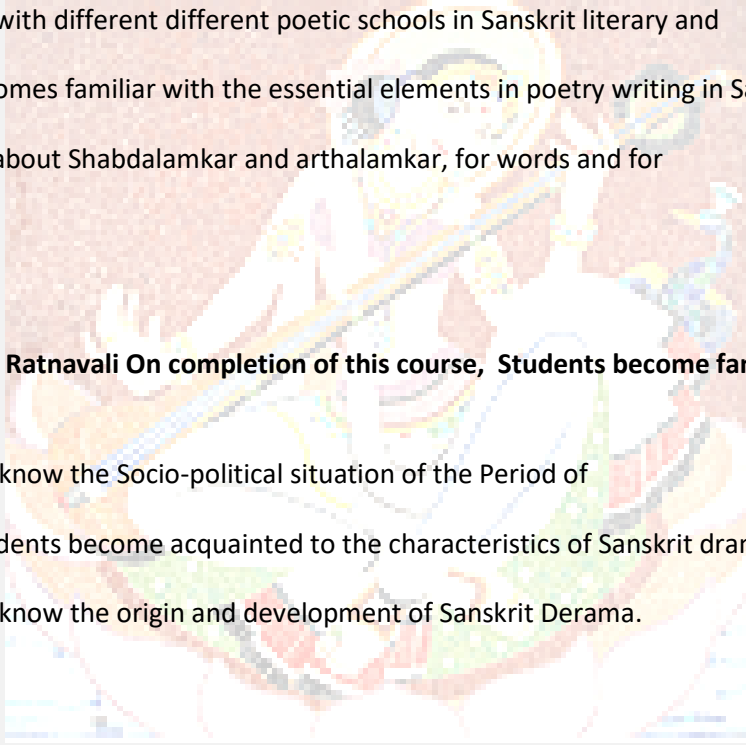 with different different poetic schools in Sanskrit literary and
omes familiar with the essential elements in poetry writing in
about Shabdalamkar and arthalamkar, for words and for
Ratnavali On completion of this course, Students become
know the Socio-political situation of the Period of
dents become acquainted to the characteristics of Sanskrit
know the origin and development of Sanskrit Derama.